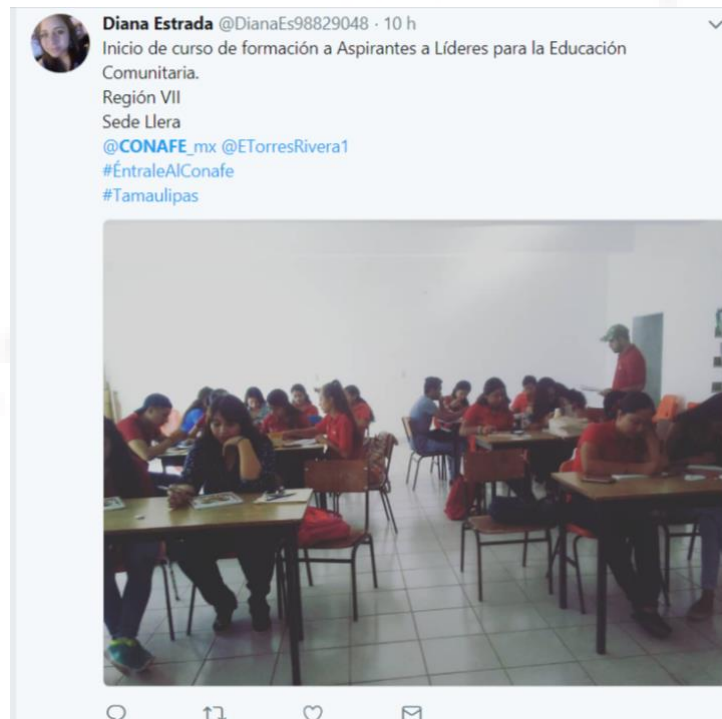 Diana Estrada @DianaEs98829048 · 10 h
Inicio de curso de formación a Aspirantes a Líderes para la Educación
Comunitaria.
Región VII
Sede Llera
@CONAFE_mx @ETorresRivera1
#ÉntraleAlConafe
#Tamaulipas